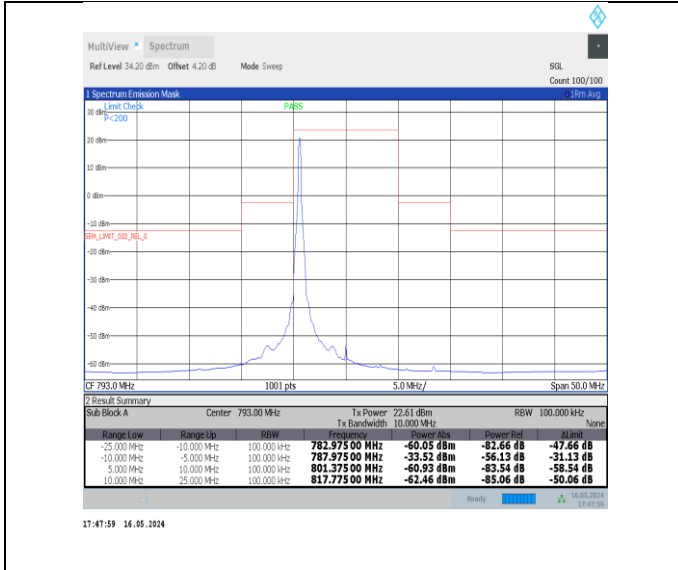 MultiView Spectrum
Ref Level 34.20 dBm Offset 4.20 dB Mode Sweep SGL
Count 100/100
1 Spectrum Emission Mask 1Rm Avg
Limit Check PASS
30 dBm
P<200
20 dBm
10 dBm
0 dBm
-10 dBm
SEM_LIMIT_002_REL_0
-20 dBm
-30 dBm
-40 dBm
-50 dBm
-60 dBm
CF 793.0 MHz 1001 pts 5.0 MHz/ Span 50.0 MHz
2 Result Summary
Sub Block A Center 793.00 MHz Tx Power 22.61 dBm RBW 100.000 kHz
Tx Bandwidth 10.000 MHz None
Range Low Range Up RBW Frequency Power Abs Power Rel ΔLimit
-25.000 MHz -10.000 MHz 100.000 kHz 782.97500 MHz -60.05 dBm -82.66 dB -47.66 dB
-10.000 MHz -5.000 MHz 100.000 kHz 787.97500 MHz -33.52 dBm -56.13 dB -31.13 dB
5.000 MHz 10.000 MHz 100.000 kHz 801.37500 MHz -60.93 dBm -83.54 dB -58.54 dB
10.000 MHz 25.000 MHz 100.000 kHz 817.77500 MHz -62.46 dBm -85.06 dB -50.06 dB
Ready 16.05.2024
17:47:59
17:47:59 16.05.2024